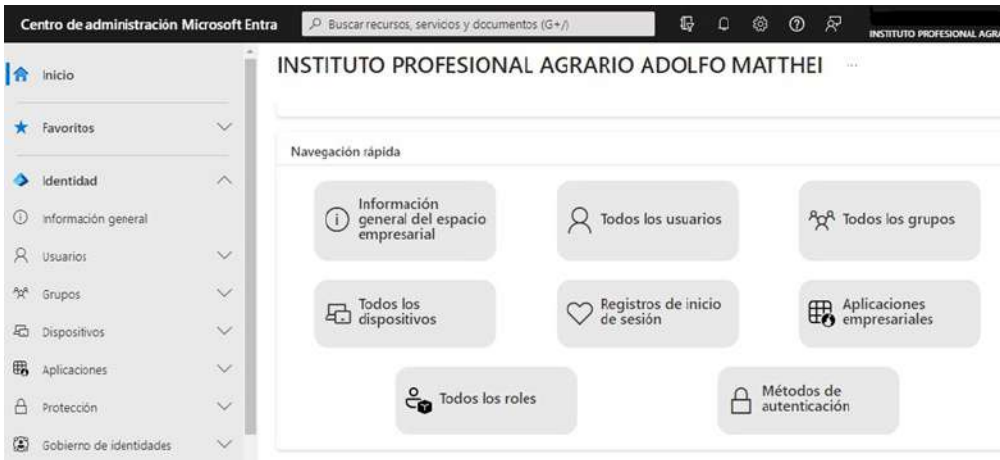 Centro de administración Microsoft Entra
Buscar recursos, servicios y documentos (G+/)
INSTITUTO PROFESIONAL AGRA
Inicio
Favoritos
Identidad
Información general
Usuarios
Grupos
Dispositivos
Aplicaciones
Protección
Gobierno de identidades
INSTITUTO PROFESIONAL AGRARIO ADOLFO MATTHEI ...
Navegación rápida
Información
general del espacio
empresarial
Todos los usuarios
Todos los grupos
Todos los
dispositivos
Registros de inicio
de sesión
Aplicaciones
empresariales
Todos los roles
Métodos de
autenticación